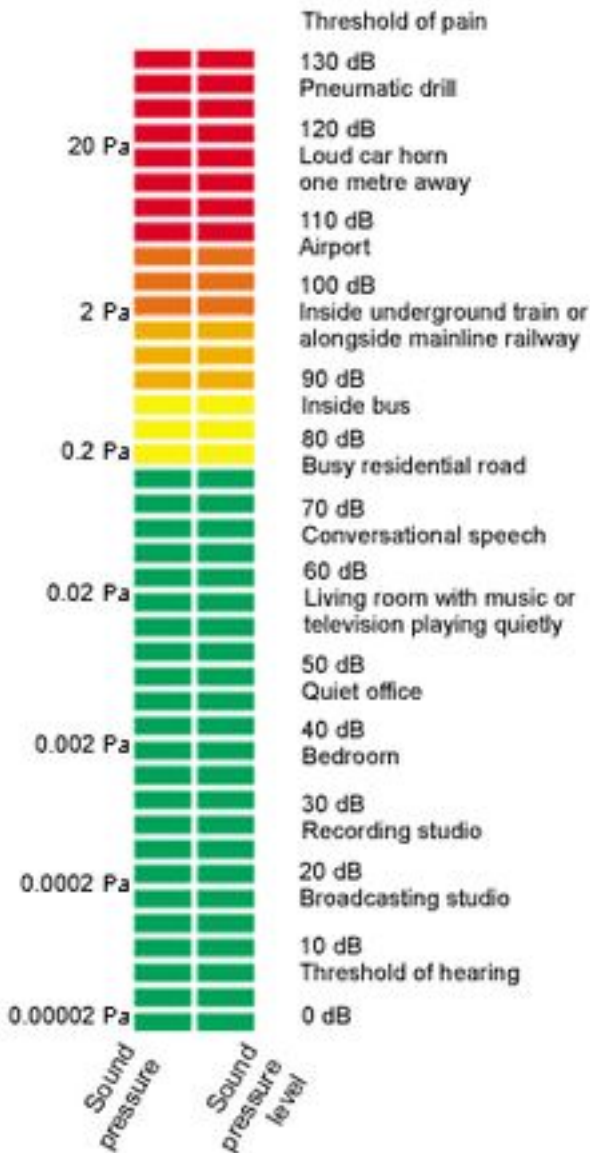 Threshold of pain
130 dB
Pneumatic drill
120 dB
20 Pa
Loud car horn
one metre away
110 dB
Airport
100 dB
2 Pa
Inside underground train or
alongside mainline railway
90 dB
Inside bus
80 dB
0.2 Pa
Busy residential road
70 dB
Conversational speech
60 dB
0.02 Pa
Living room with music or
television playing quietly
50 dB
Quiet office
40 dB
0.002 Pa
Bedroom
30 dB
Recording studio
20 dB
0.0002 Pa
Broadcasting studio
10 dB
Threshold of hearing
0.00002 Pa
0 dB
Sound
pressure
Sound
pressure
level